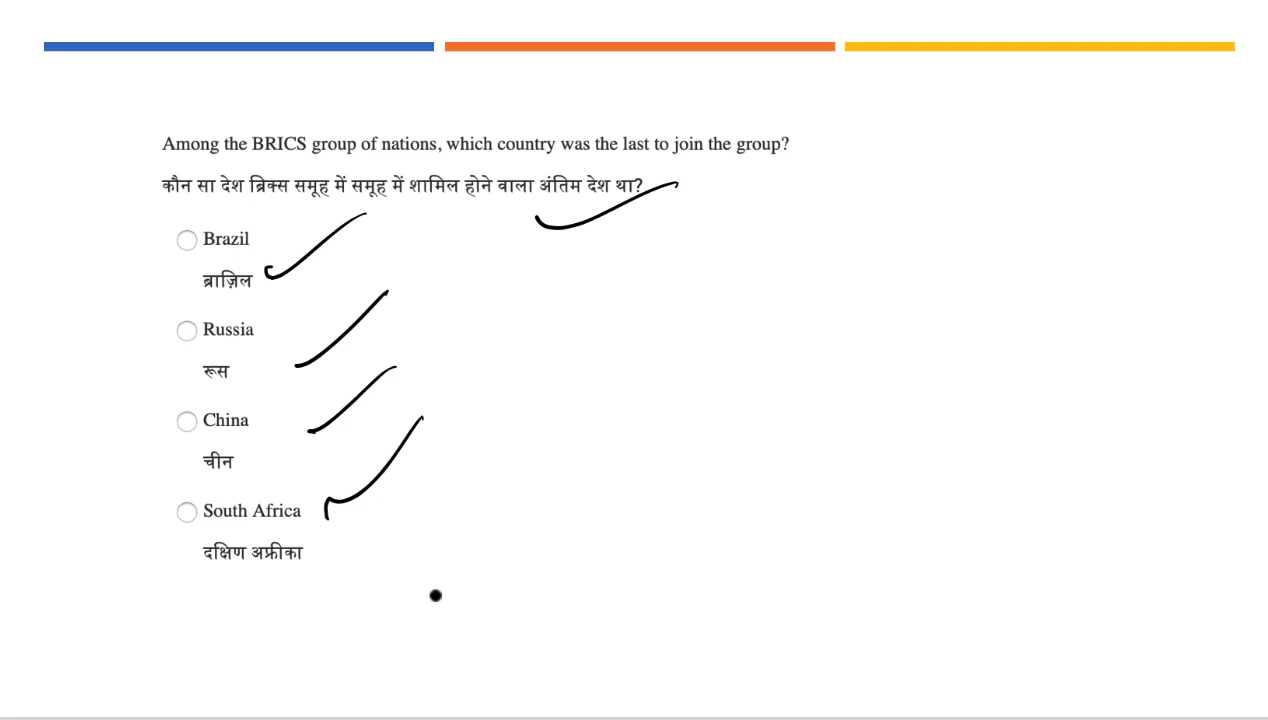 Among the BRICS group of nations, which country was the last to join the group?
कौन सा देश ब्रिक्स समूह में समूह में शामिल होने वाला अंतिम देश था?
Brazil
ब्राज़िल
Russia
रूस
China
चीन
South Africa
दक्षिण अफ्रीका